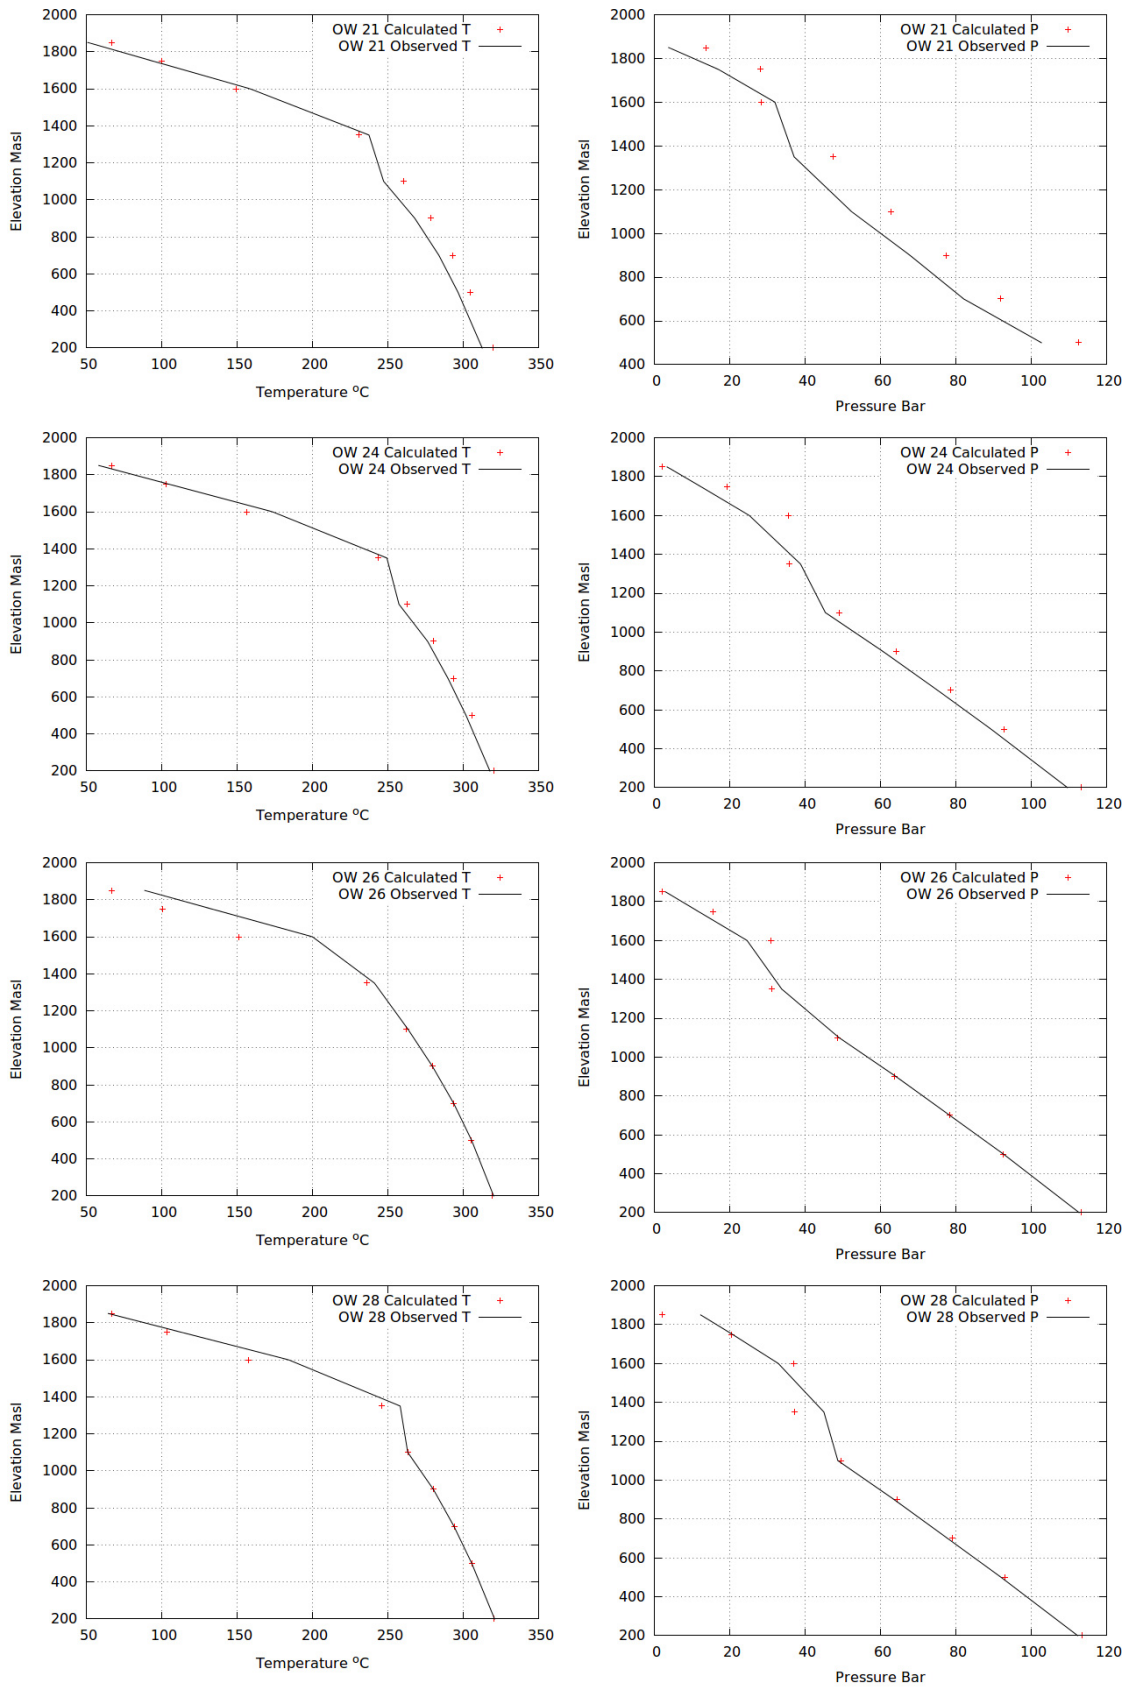 2000
1800
1600
1400
1200
1000
800
600
400
200
50 100 150 200 250 300 350
Elevation Masl
Temperature °C
OW 21 Calculated T
OW 21 Observed T
2000
1800
1600
1400
1200
1000
800
600
400
0 20 40 60 80 100 120
Elevation Masl
Pressure Bar
OW 21 Calculated P
OW 21 Observed P
2000
1800
1600
1400
1200
1000
800
600
400
200
50 100 150 200 250 300 350
Elevation Masl
Temperature °C
OW 24 Calculated T
OW 24 Observed T
2000
1800
1600
1400
1200
1000
800
600
400
200
0 20 40 60 80 100 120
Elevation Masl
Pressure Bar
OW 24 Calculated P
OW 24 Observed P
2000
1800
1600
1400
1200
1000
800
600
400
200
50 100 150 200 250 300 350
Elevation Masl
Temperature °C
OW 26 Calculated T
OW 26 Observed T
2000
1800
1600
1400
1200
1000
800
600
400
200
0 20 40 60 80 100 120
Elevation Masl
Pressure Bar
OW 26 Calculated P
OW 26 Observed P
2000
1800
1600
1400
1200
1000
800
600
400
200
50 100 150 200 250 300 350
Elevation Masl
Temperature °C
OW 28 Calculated T
OW 28 Observed T
2000
1800
1600
1400
1200
1000
800
600
400
200
0 20 40 60 80 100 120
Elevation Masl
Pressure Bar
OW 28 Calculated P
OW 28 Observed P